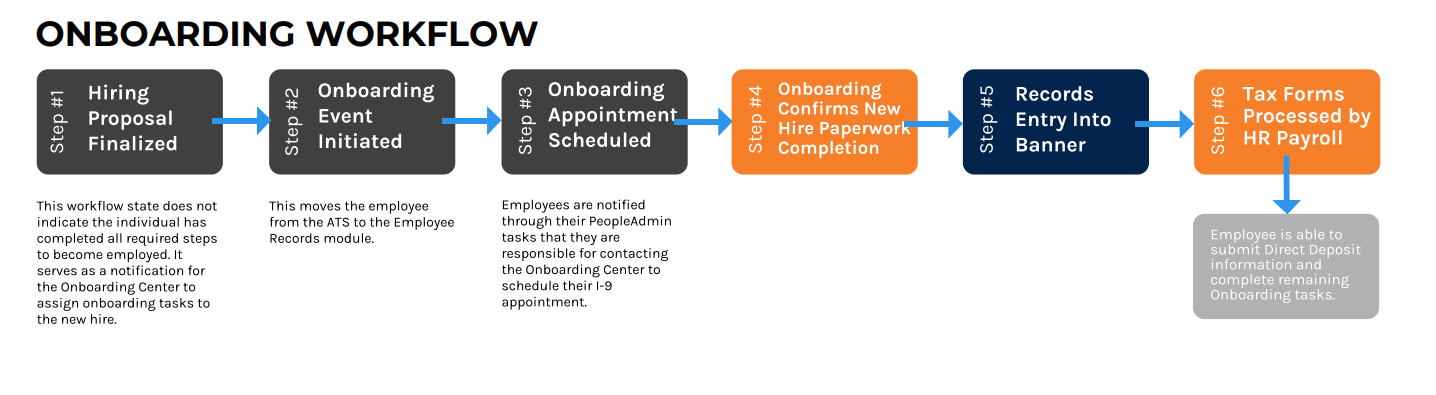 ONBOARDING WORKFLOW
Step #1
Hiring
Proposal
Finalized
Step #2
Onboarding
Event
Initiated
Step #3
Onboarding
Appointment
Scheduled
Step #4
Onboarding
Confirms New
Hire Paperwork
Completion
Step #5
Records
Entry Into
Banner
Step #6
Tax Forms
Processed by
HR Payroll
This workflow state does not
indicate the individual has
completed all required steps
to become employed. It
serves as a notification for
the Onboarding Center to
assign onboarding tasks to
the new hire.
This moves the employee
from the ATS to the Employee
Records module.
Employees are notified
through their PeopleAdmin
tasks that they are
responsible for contacting
the Onboarding Center to
schedule their I-9
appointment.
Employee is able to
submit Direct Deposit
information and
complete remaining
Onboarding tasks.